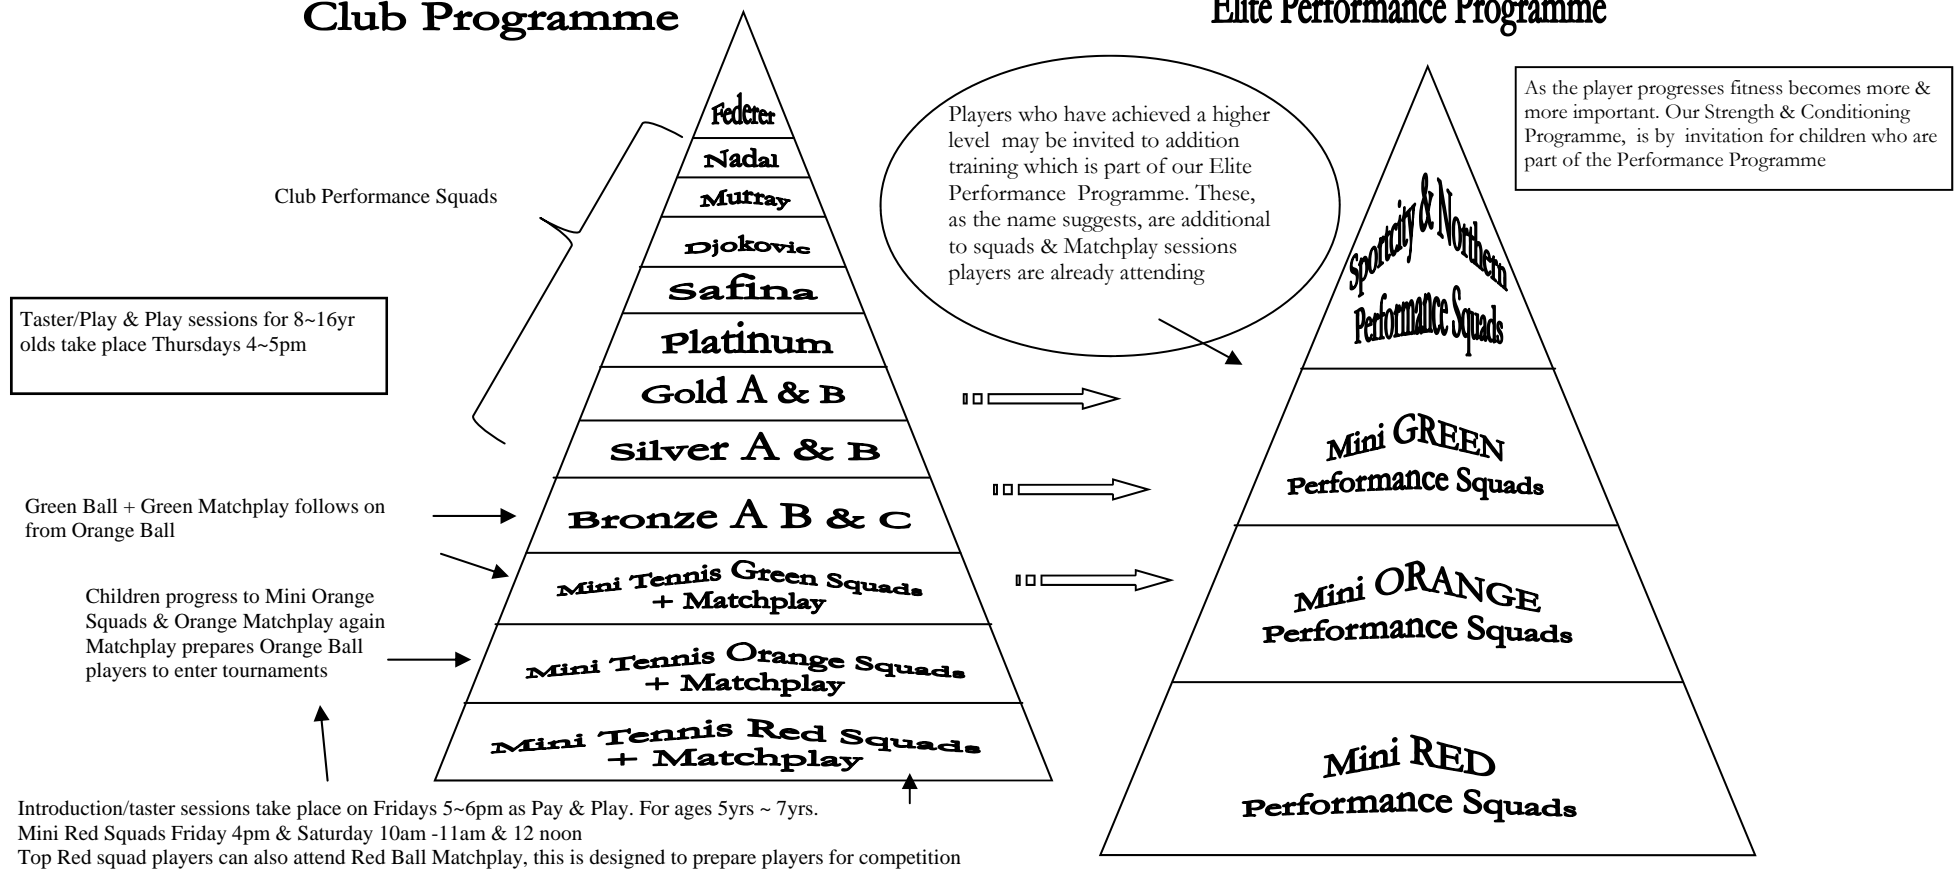 Club Programme
Elite Performance Programme
Federer
Nadal
Murray
Djokovic
Safina
Platinum
Gold A & B
Silver A & B
Bronze A B & C
Mini Tennis Green Squads
+ Matchplay
Mini Tennis Orange Squads
+ Matchplay
Mini Tennis Red Squads
+ Matchplay
Club Performance Squads
Taster/Play & Play sessions for 8~16yr
olds take place Thursdays 4~5pm
Green Ball + Green Matchplay follows on
from Orange Ball
Children progress to Mini Orange
Squads & Orange Matchplay again
Matchplay prepares Orange Ball
players to enter tournaments
Introduction/taster sessions take place on Fridays 5~6pm as Pay & Play. For ages 5yrs ~ 7yrs.
Mini Red Squads Friday 4pm & Saturday 10am -11am & 12 noon
Top Red squad players can also attend Red Ball Matchplay, this is designed to prepare players for competition
Players who have achieved a higher
level may be invited to addition
training which is part of our Elite
Performance Programme. These,
as the name suggests, are additional
to squads & Matchplay sessions
players are already attending
As the player progresses fitness becomes more &
more important. Our Strength & Conditioning
Programme, is by invitation for children who are
part of the Performance Programme
Sportcity & Northern
Performance Squads
Mini GREEN
Performance Squads
Mini ORANGE
Performance Squads
Mini RED
Performance Squads